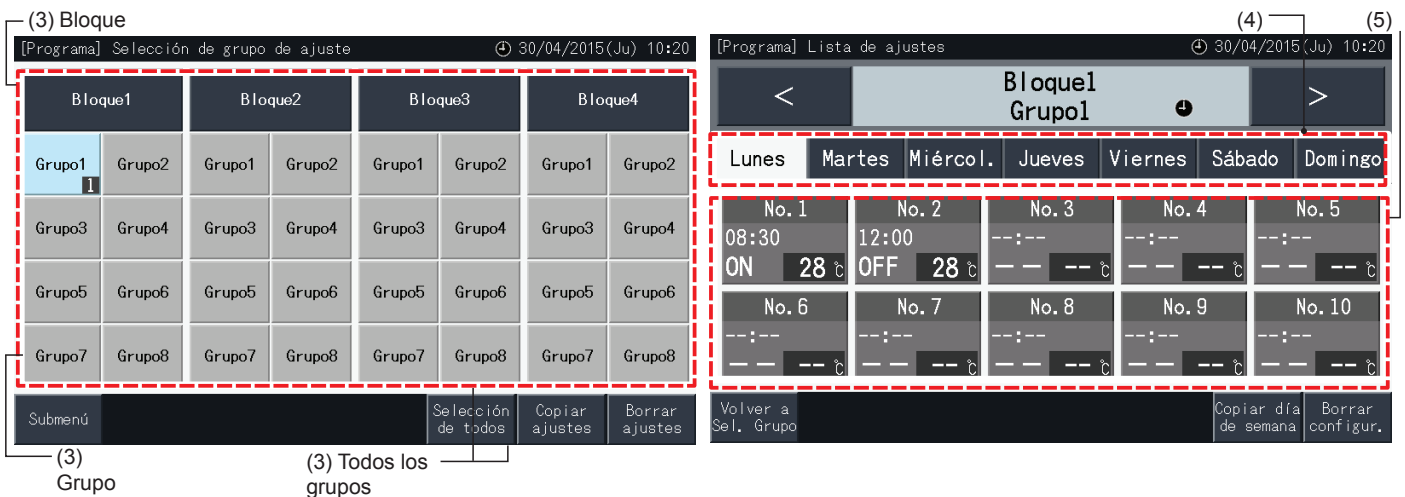 (3) Bloque
[Programa] Selección de grupo de ajuste 30/04/2015(Ju) 10:20
Bloque1 Bloque2 Bloque3 Bloque4
Grupo1 Grupo2 Grupo1 Grupo2 Grupo1 Grupo2 Grupo1 Grupo2
1
Grupo3 Grupo4 Grupo3 Grupo4 Grupo3 Grupo4 Grupo3 Grupo4
Grupo5 Grupo6 Grupo5 Grupo6 Grupo5 Grupo6 Grupo5 Grupo6
Grupo7 Grupo8 Grupo7 Grupo8 Grupo7 Grupo8 Grupo7 Grupo8
Submenú
Selección
de todos
Copiar
ajustes
Borrar
ajustes
(3)
Grupo
(3) Todos los
grupos
(4) (5)
[Programa] Lista de ajustes 30/04/2015(Ju) 10:20
< Bloque1 >
Grupo1
Lunes Martes Miércol. Jueves Viernes Sábado Domingo
No.1 No.2 No.3 No.4 No.5
08:30 12:00 --:-- --:-- --:--
ON 28 ℃ OFF 28 ℃ -- -- ℃ -- -- ℃ -- -- ℃
No.6 No.7 No.8 No.9 No.10
--:-- --:-- --:-- --:-- --:--
-- -- ℃ -- -- ℃ -- -- ℃ -- -- ℃ -- -- ℃
Volver a
Sel. Grupo
Copiar día
de semana
Borrar
configur.